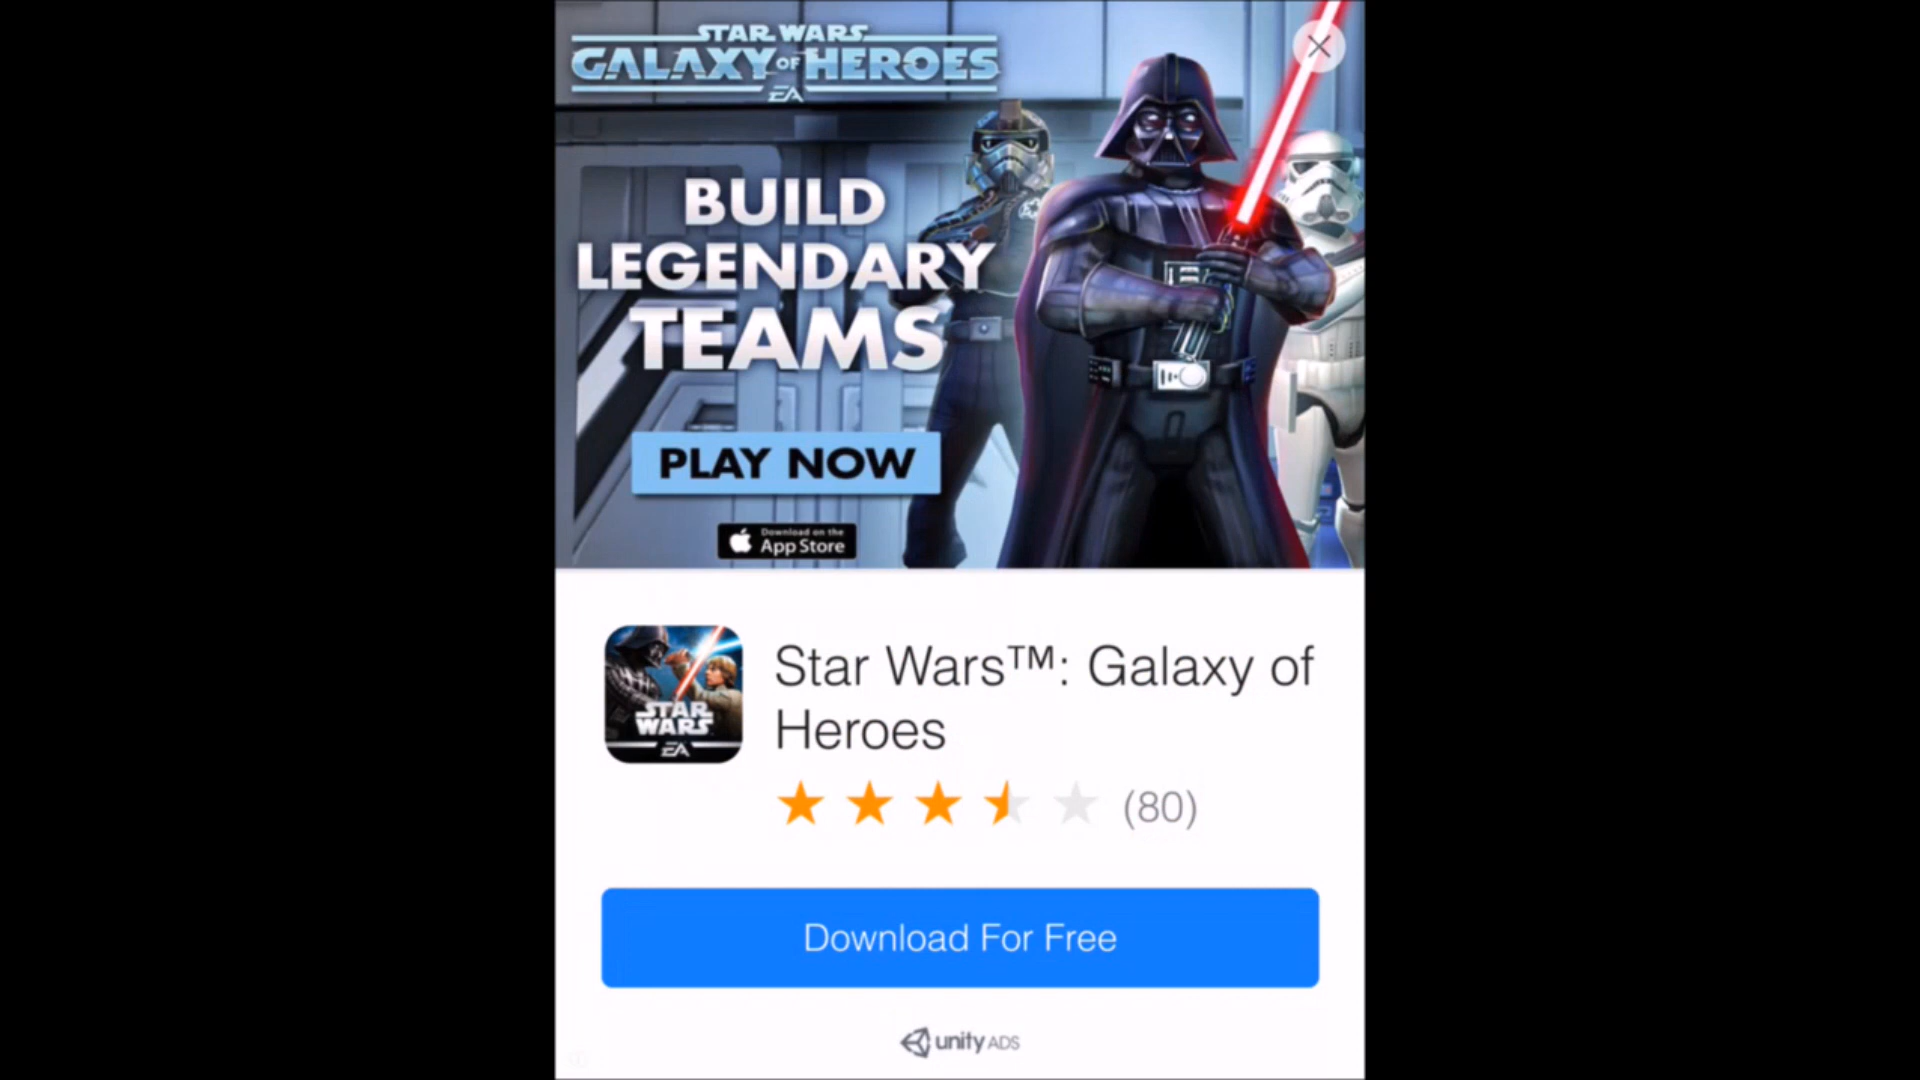 STAR WARS
GALAXY OF HEROES
EA
BUILD
LEGENDARY
TEAMS
PLAY NOW
Download on the
App Store
STAR
WARS
EA
Star Wars™: Galaxy of
Heroes
(80)
Download For Free
unity ADS